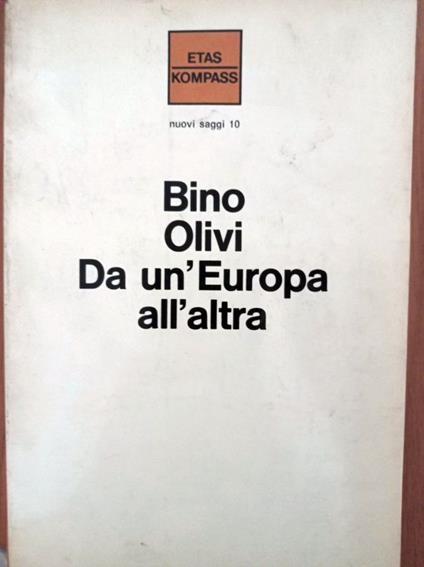 ETAS
KOMPASS
nuovi saggi 10
Bino
Olivi
Da un'Europa
all'altra